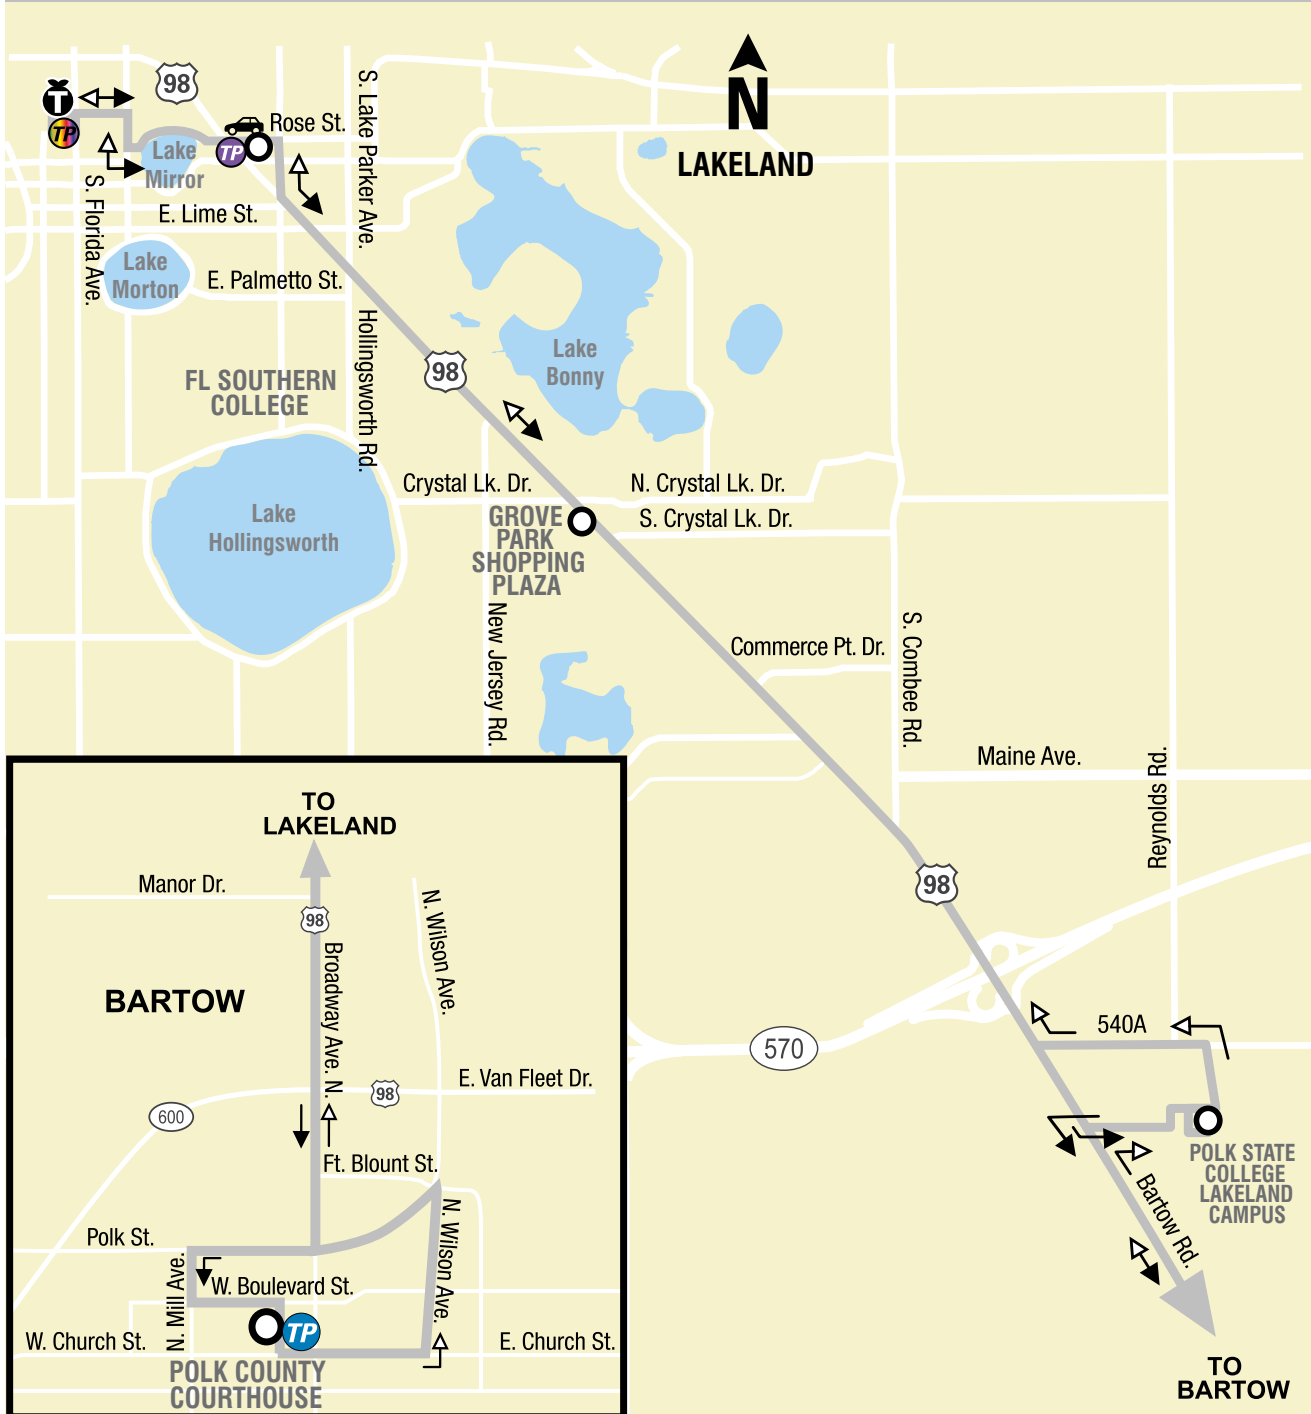 98
T
TP
TP
Rose St.
S. Lake Parker Ave.
N
LAKELAND
Lake
Mirror
S. Florida Ave.
E. Lime St.
Lake
Morton
E. Palmetto St.
Hollingsworth Rd.
98
Lake
Bonny
FL SOUTHERN
COLLEGE
Crystal Lk. Dr.
N. Crystal Lk. Dr.
S. Crystal Lk. Dr.
GROVE
PARK
SHOPPING
PLAZA
Lake
Hollingsworth
New Jersey Rd.
Commerce Pt. Dr.
S. Combee Rd.
Maine Ave.
Reynolds Rd.
98
570
540A
POLK STATE
COLLEGE
LAKELAND
CAMPUS
Bartow Rd.
TO
BARTOW
TO
LAKELAND
Manor Dr.
98
N. Wilson Ave.
Broadway Ave. N.
BARTOW
E. Van Fleet Dr.
98
600
Ft. Blount St.
Polk St.
N. Mill Ave.
W. Boulevard St.
N. Wilson Ave.
TP
W. Church St.
E. Church St.
POLK COUNTY
COURTHOUSE